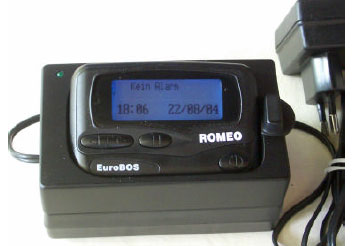 Kein Alarm
18:06 22/08/04
ROMEO
EuroBOS